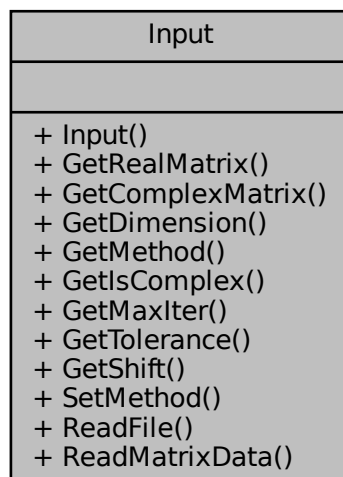 Input
+ Input()
+ GetRealMatrix()
+ GetComplexMatrix()
+ GetDimension()
+ GetMethod()
+ GetIsComplex()
+ GetMaxIter()
+ GetTolerance()
+ GetShift()
+ SetMethod()
+ ReadFile()
+ ReadMatrixData()